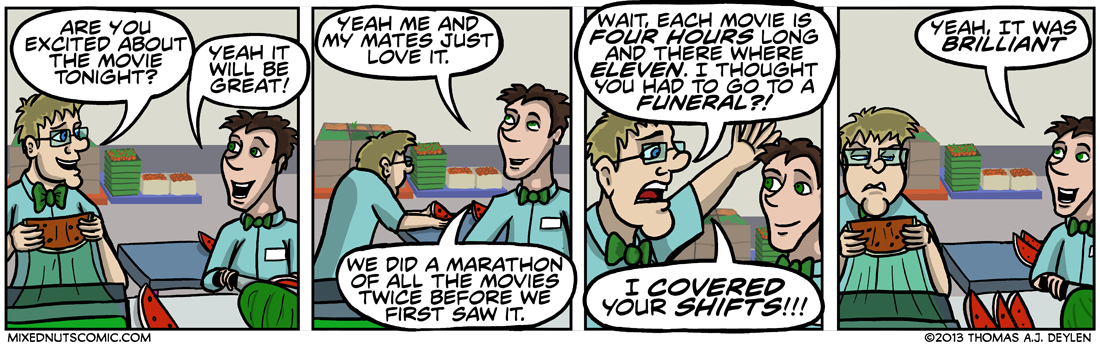 ARE YOU
EXCITED ABOUT
THE MOVIE
TONIGHT?
YEAH IT
WILL BE
GREAT!
YEAH ME AND
MY MATES JUST
LOVE IT.
WE DID A MARATHON
OF ALL THE MOVIES
TWICE BEFORE WE
FIRST SAW IT.
WAIT, EACH MOVIE IS
FOUR HOURS LONG
AND THERE WHERE
ELEVEN. I THOUGHT
YOU HAD TO GO TO A
FUNERAL?!
I COVERED
YOUR SHIFTS!!!
YEAH, IT WAS
BRILLIANT
MIXEDNUTSCOMIC.COM
©2013 THOMAS A.J. DEYLEN